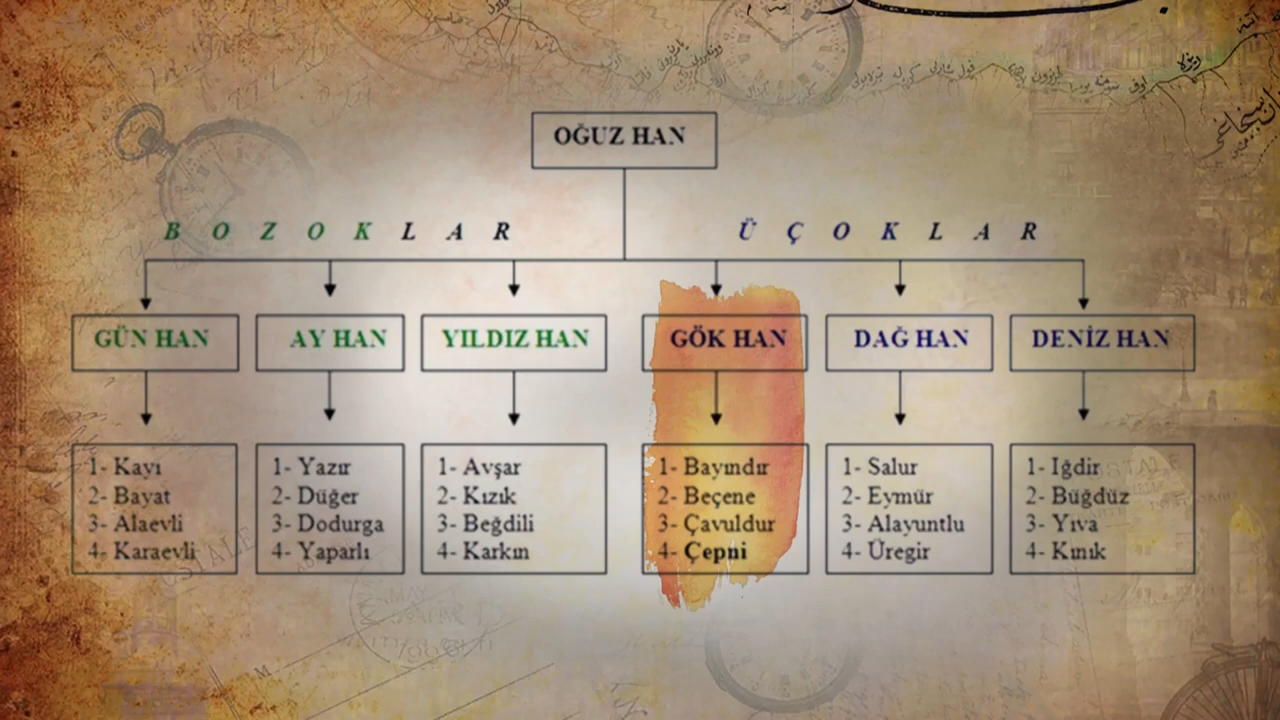 OĞUZ HAN
BOZOKLAR
ÜÇOKLAR
GÜN HAN
AY HAN
YILDIZ HAN
GÖK HAN
DAĞ HAN
DENİZ HAN
1- Kayı
2- Bayat
3- Alaevli
4- Karaevli
1- Yazır
2- Düğer
3- Dodurga
4- Yaparlı
1- Avşar
2- Kızık
3- Beğdili
4- Karkın
1- Bayındır
2- Beçene
3- Çavuldur
4- Çepni
1- Salur
2- Eymür
3- Alayuntlu
4- Üregir
1- Iğdir
2- Büğdüz
3- Yıva
4- Kınık